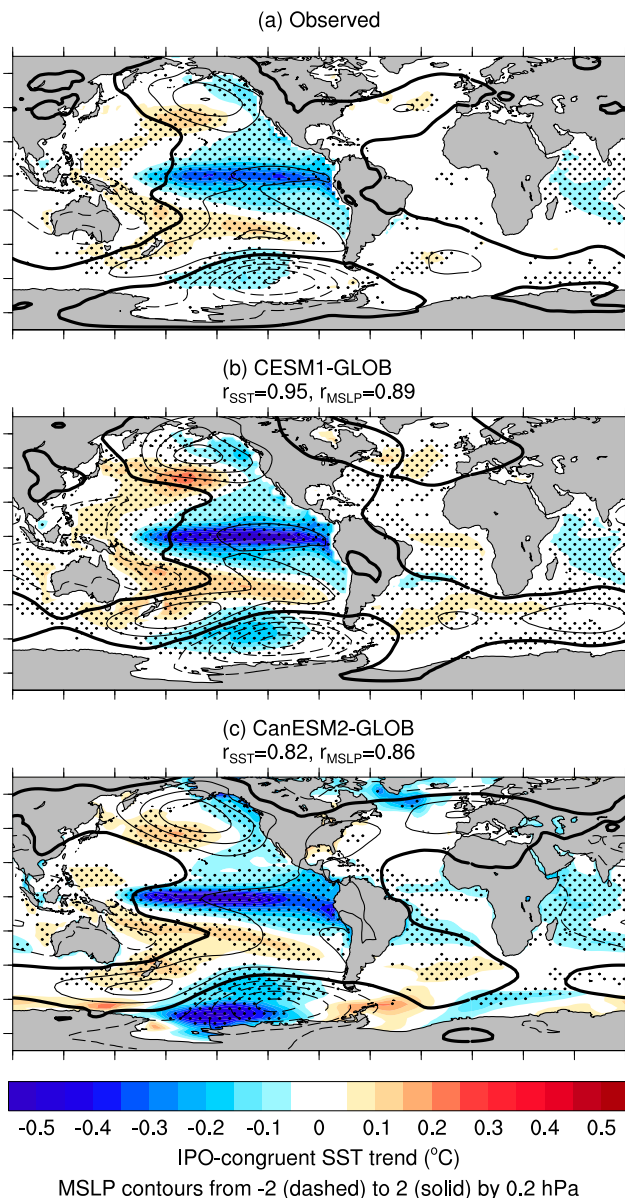 (a) Observed
(b) CESM1-GLOB
r_SST=0.95, r_MSLP=0.89
(c) CanESM2-GLOB
r_SST=0.82, r_MSLP=0.86
-0.5 -0.4 -0.3 -0.2 -0.1 0 0.1 0.2 0.3 0.4 0.5
IPO-congruent SST trend (°C)
MSLP contours from -2 (dashed) to 2 (solid) by 0.2 hPa